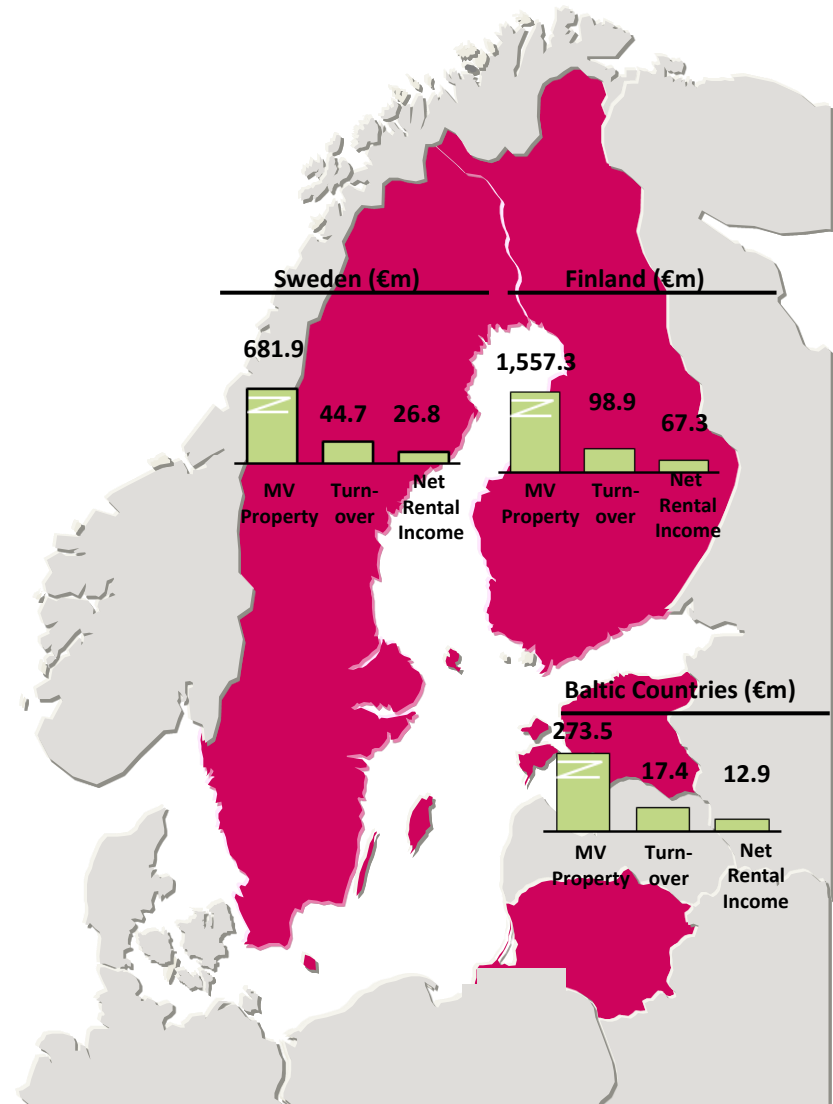 Sweden (€m)
681.9
44.7
26.8
MV Property
Turn-over
Net Rental Income
Finland (€m)
1,557.3
98.9
67.3
MV Property
Turn-over
Net Rental Income
Baltic Countries (€m)
273.5
17.4
12.9
MV Property
Turn-over
Net Rental Income